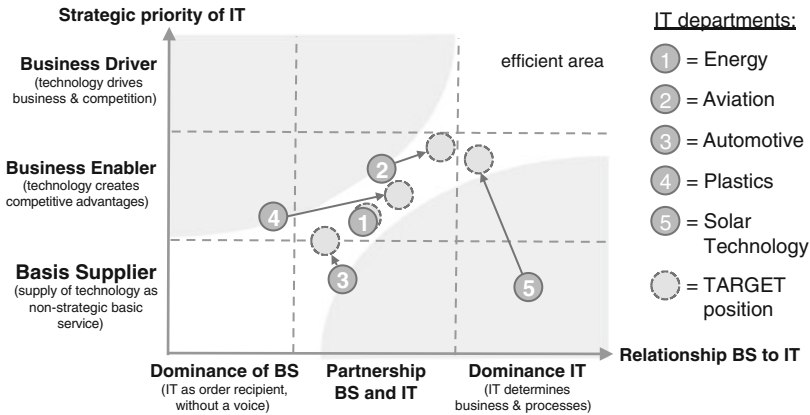 Strategic priority of IT
Business Driver
(technology drives
business & competition)
Business Enabler
(technology creates
competitive advantages)
Basis Supplier
(supply of technology as
non-strategic basic
service)
efficient area
2
4
1
3
5
Dominance of BS
(IT as order recipient,
without a voice)
Partnership
BS and IT
Dominance IT
(IT determines
business & processes)
Relationship BS to IT
IT departments:
1 = Energy
2 = Aviation
3 = Automotive
4 = Plastics
5 = Solar
Technology
= TARGET
position